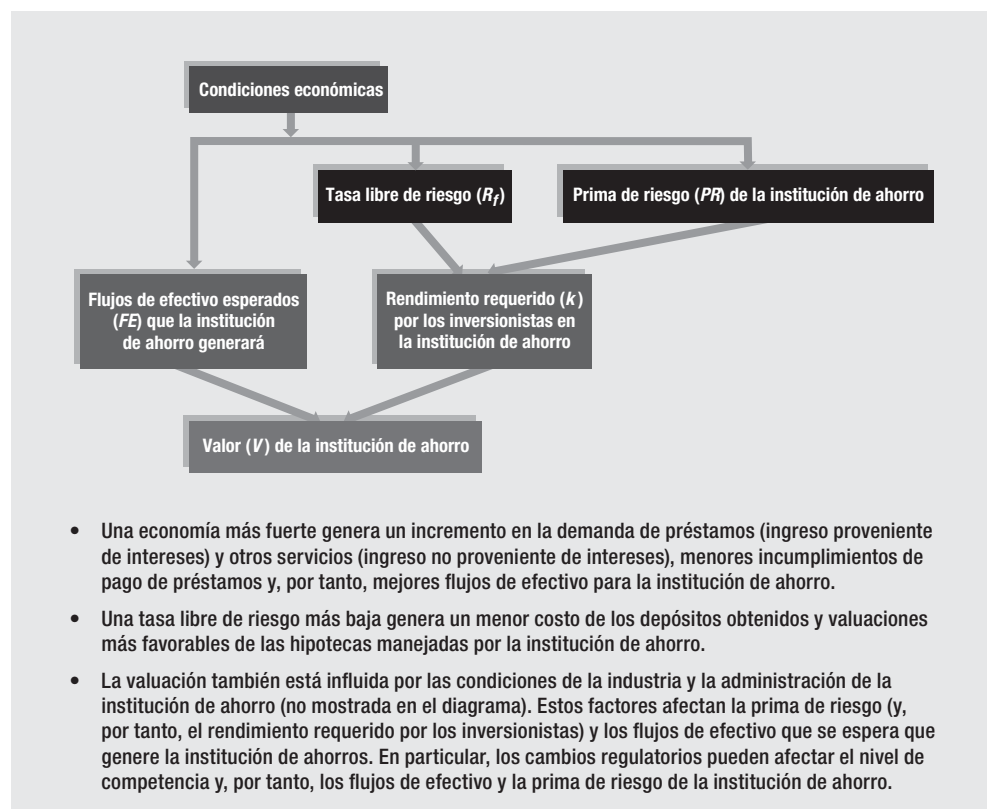 Condiciones económicas
Tasa libre de riesgo (Rf)
Prima de riesgo (PR) de la institución de ahorro
Flujos de efectivo esperados
(FE) que la institución
de ahorro generará
Rendimiento requerido (k)
por los inversionistas en
la institución de ahorro
Valor (V) de la institución de ahorro
• Una economía más fuerte genera un incremento en la demanda de préstamos (ingreso proveniente
de intereses) y otros servicios (ingreso no proveniente de intereses), menores incumplimientos de
pago de préstamos y, por tanto, mejores flujos de efectivo para la institución de ahorro.
• Una tasa libre de riesgo más baja genera un menor costo de los depósitos obtenidos y valuaciones
más favorables de las hipotecas manejadas por la institución de ahorro.
• La valuación también está influida por las condiciones de la industria y la administración de la
institución de ahorro (no mostrada en el diagrama). Estos factores afectan la prima de riesgo (y,
por tanto, el rendimiento requerido por los inversionistas) y los flujos de efectivo que se espera que
genere la institución de ahorros. En particular, los cambios regulatorios pueden afectar el nivel de
competencia y, por tanto, los flujos de efectivo y la prima de riesgo de la institución de ahorro.